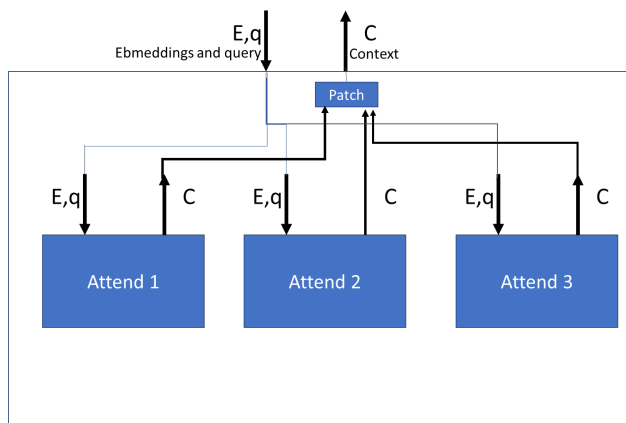 E,q
C
Ebmeddings and query
Context
Patch
E,q
C
E,q
C
E,q
C
Attend 1
Attend 2
Attend 3